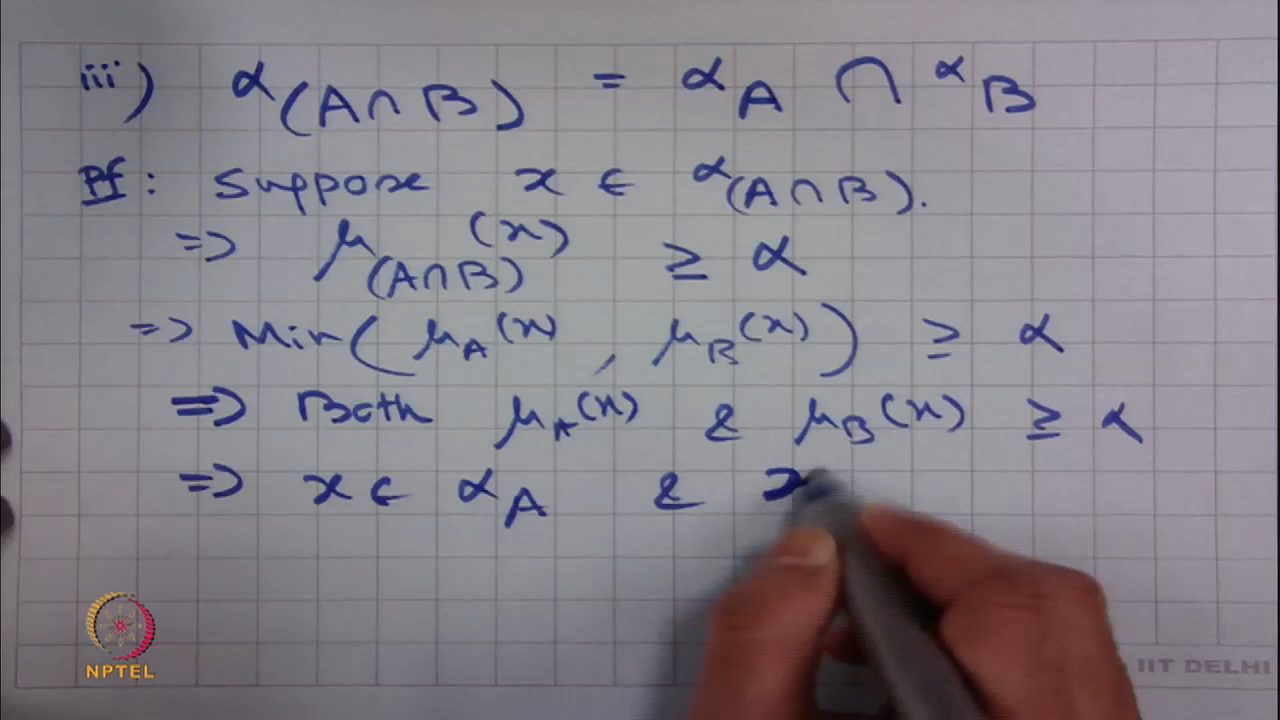 iii) α(A∩B) = αA ∩ αB
Pf: Suppose x ∈ α(A∩B).
=> μ(A∩B)(x) ≥ α
=> Min(μA(x), μB(x)) ≥ α
=> Both μA(x) & μB(x) ≥ α
=> x ∈ αA & x
NPTEL
IIT DELHI